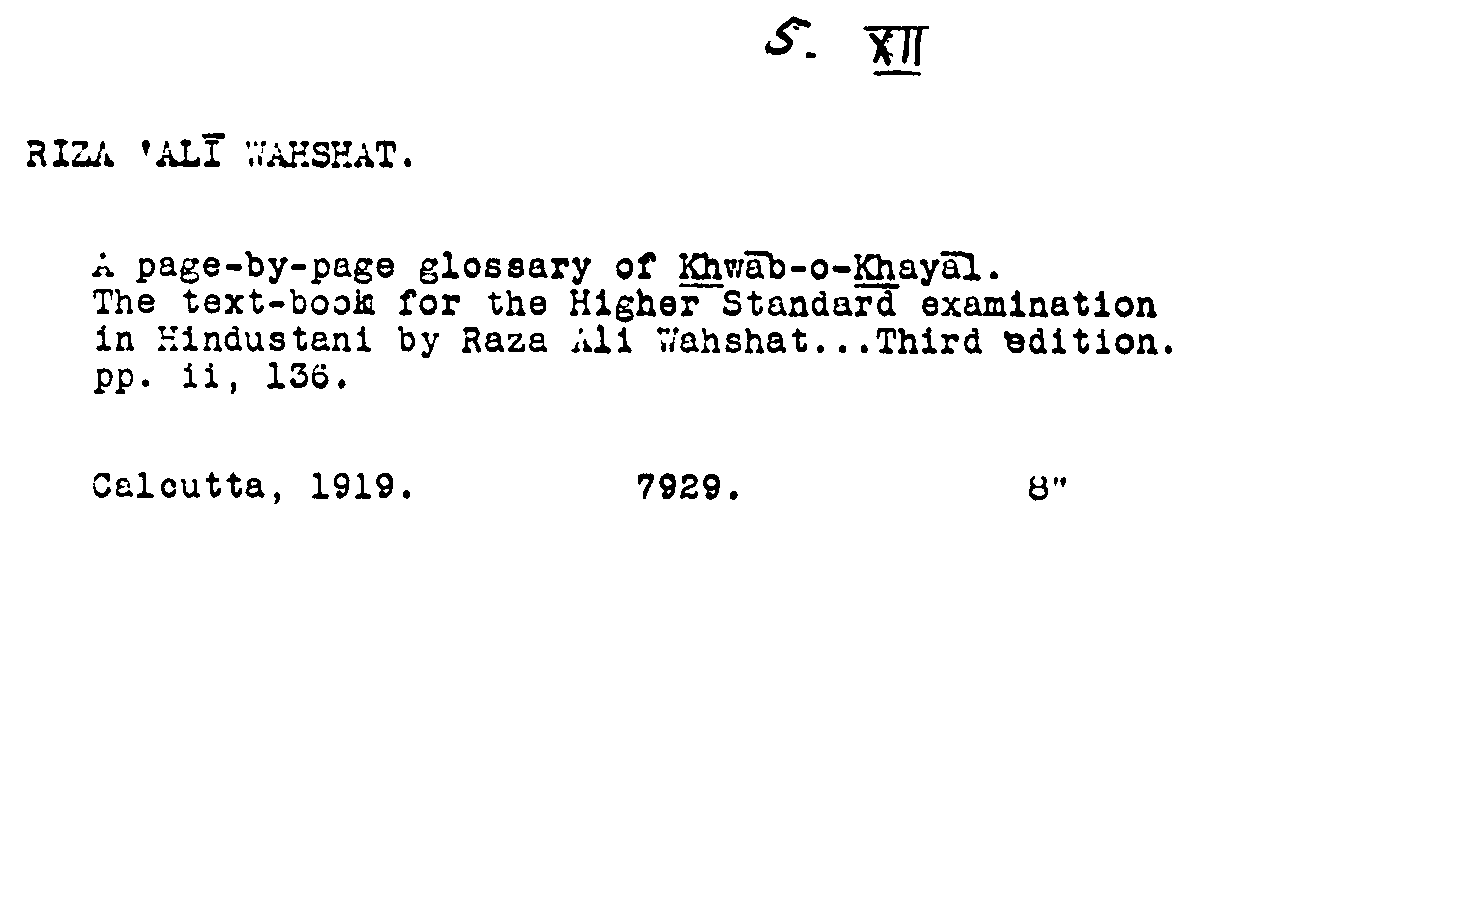 5. XII
RIZA 'ALĪ WAHSHAT.
A page-by-page glossary of Khwāb-o-Khayāl.
The text-book for the Higher Standard examination
in Hindustani by Raza Ali Wahshat...Third edition.
pp. ii, 136.
Calcutta, 1919. 7929. 8"